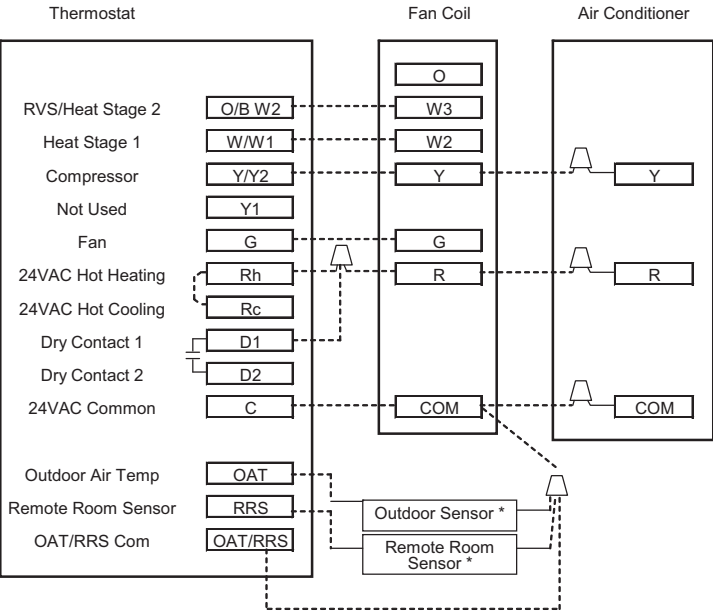 Thermostat Fan Coil Air Conditioner
O
RVS/Heat Stage 2 O/B W2 W3
Heat Stage 1 W/W1 W2
Compressor Y/Y2 Y Y
Not Used Y1
Fan G G
24VAC Hot Heating Rh R R
24VAC Hot Cooling Rc
Dry Contact 1 D1
Dry Contact 2 D2
24VAC Common C COM COM
Outdoor Air Temp OAT
Remote Room Sensor RRS Outdoor Sensor *
OAT/RRS Com OAT/RRS Remote Room
Sensor *